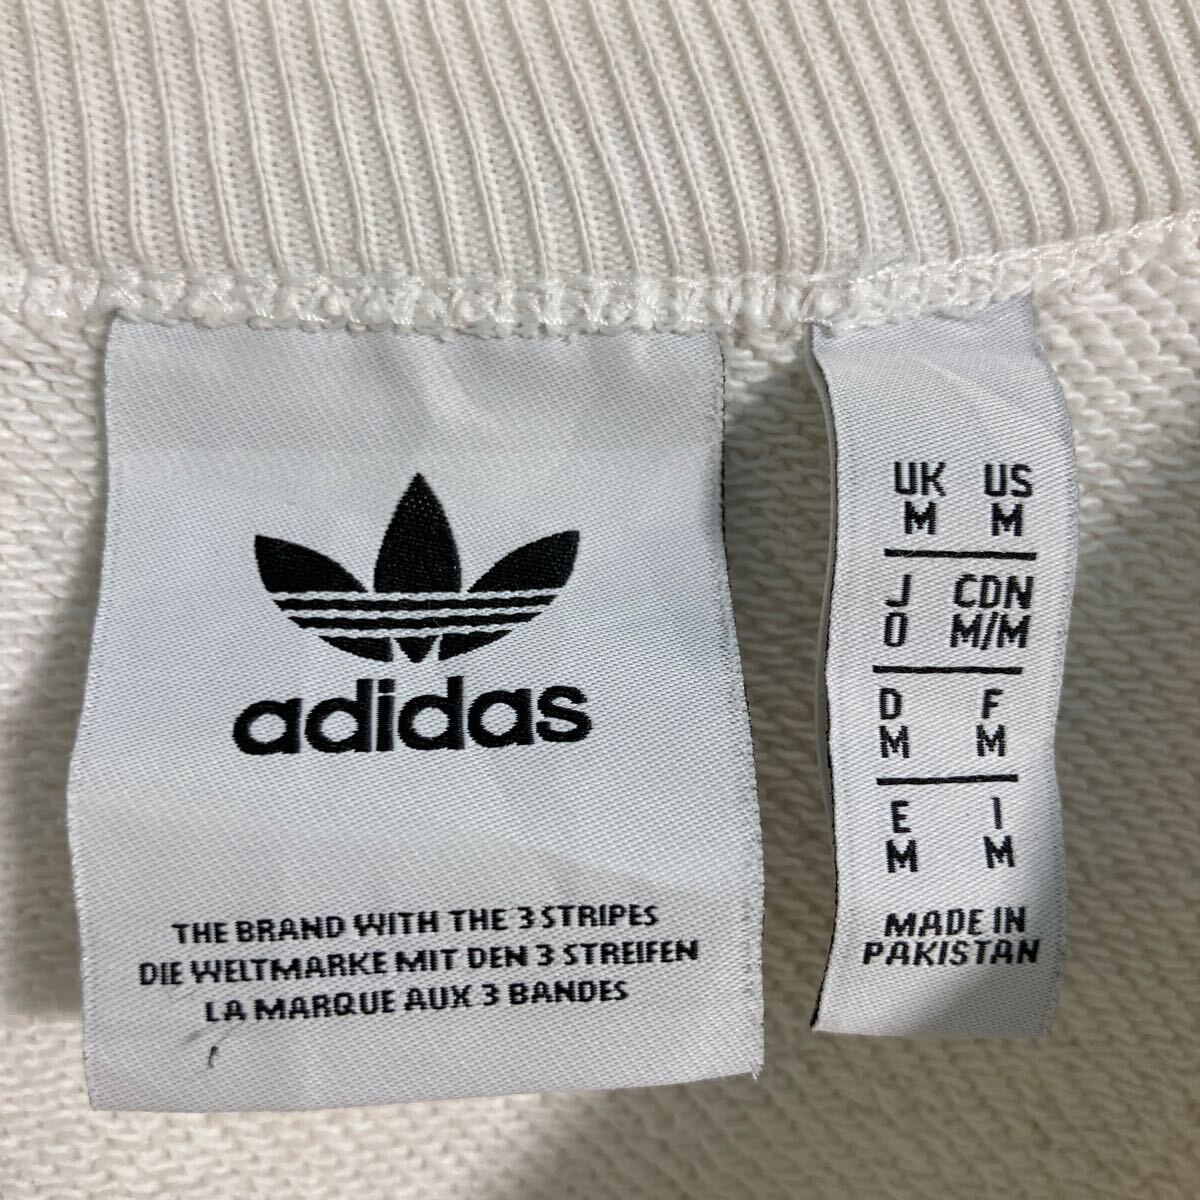 adidas
THE BRAND WITH THE 3 STRIPES
DIE WELTMARKE MIT DEN 3 STREIFEN
LA MARQUE AUX 3 BANDES
UK US
M M
J CDN
O M/M
D F
M M
E I
M M
MADE IN
PAKISTAN